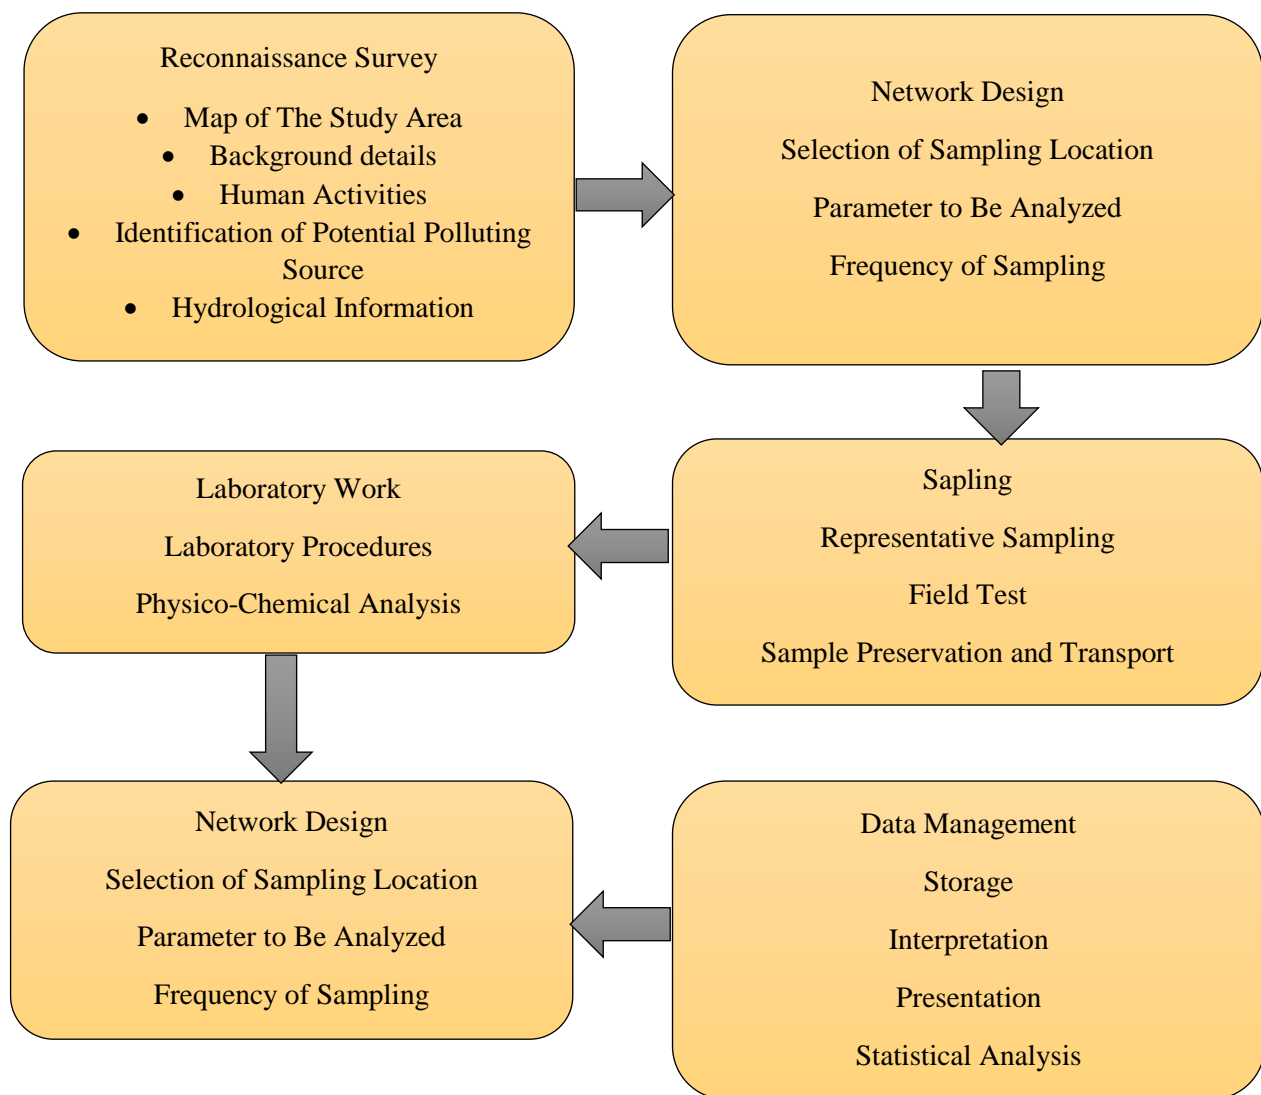 Reconnaissance Survey
• Map of The Study Area
• Background details
• Human Activities
• Identification of Potential Polluting
Source
• Hydrological Information
Network Design
Selection of Sampling Location
Parameter to Be Analyzed
Frequency of Sampling
Laboratory Work
Laboratory Procedures
Physico-Chemical Analysis
Sapling
Representative Sampling
Field Test
Sample Preservation and Transport
Network Design
Selection of Sampling Location
Parameter to Be Analyzed
Frequency of Sampling
Data Management
Storage
Interpretation
Presentation
Statistical Analysis